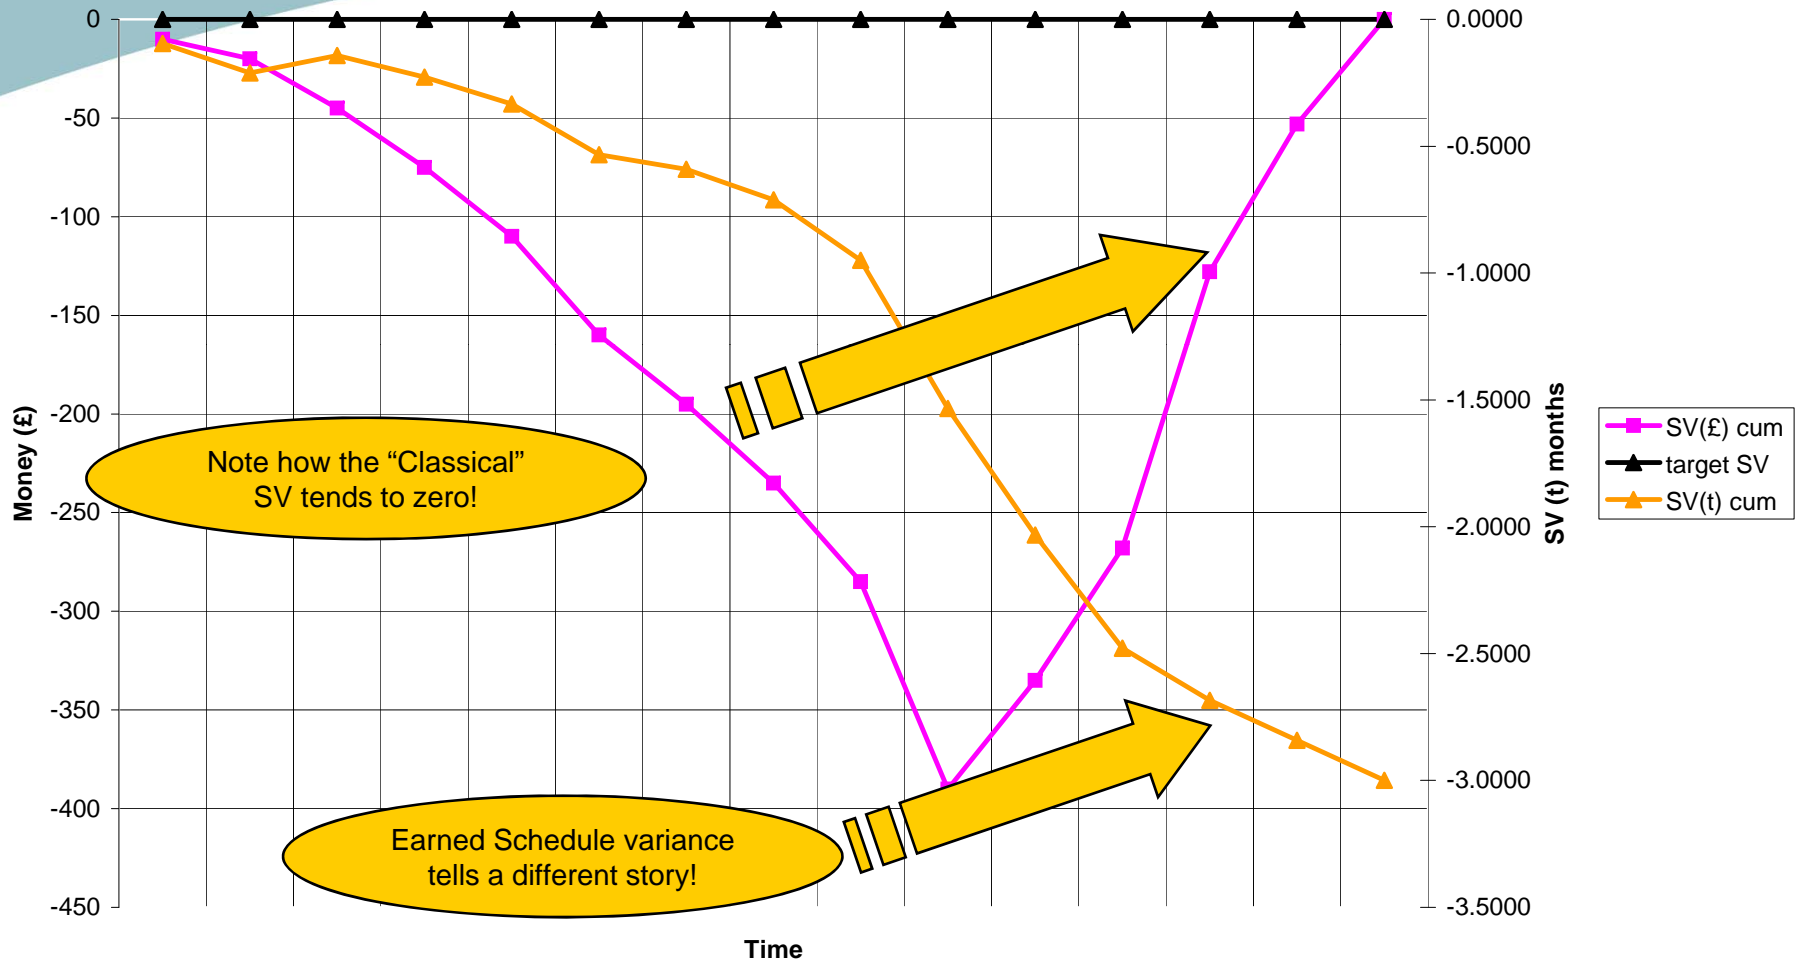 0
-50
-100
-150
-200
-250
-300
-350
-400
-450
Money (£)
Note how the “Classical”
SV tends to zero!
Earned Schedule variance
tells a different story!
Time
0.0000
-0.5000
-1.0000
-1.5000
-2.0000
-2.5000
-3.0000
-3.5000
SV (t) months
SV(£) cum
target SV
SV(t) cum